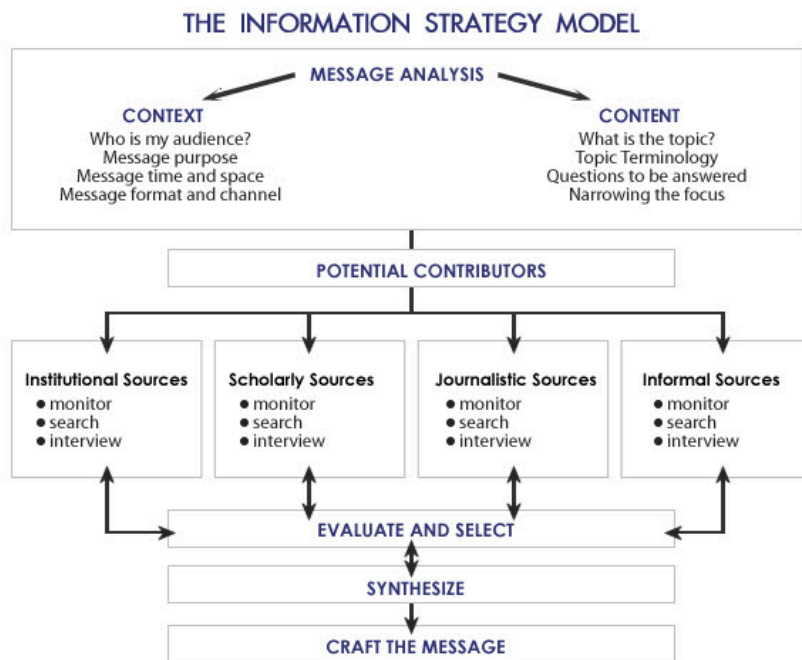 THE INFORMATION STRATEGY MODEL
MESSAGE ANALYSIS
CONTEXT
Who is my audience?
Message purpose
Message time and space
Message format and channel
CONTENT
What is the topic?
Topic Terminology
Questions to be answered
Narrowing the focus
POTENTIAL CONTRIBUTORS
Institutional Sources
• monitor
• search
• interview
Scholarly Sources
• monitor
• search
• interview
Journalistic Sources
• monitor
• search
• interview
Informal Sources
• monitor
• search
• interview
EVALUATE AND SELECT
SYNTHESIZE
CRAFT THE MESSAGE